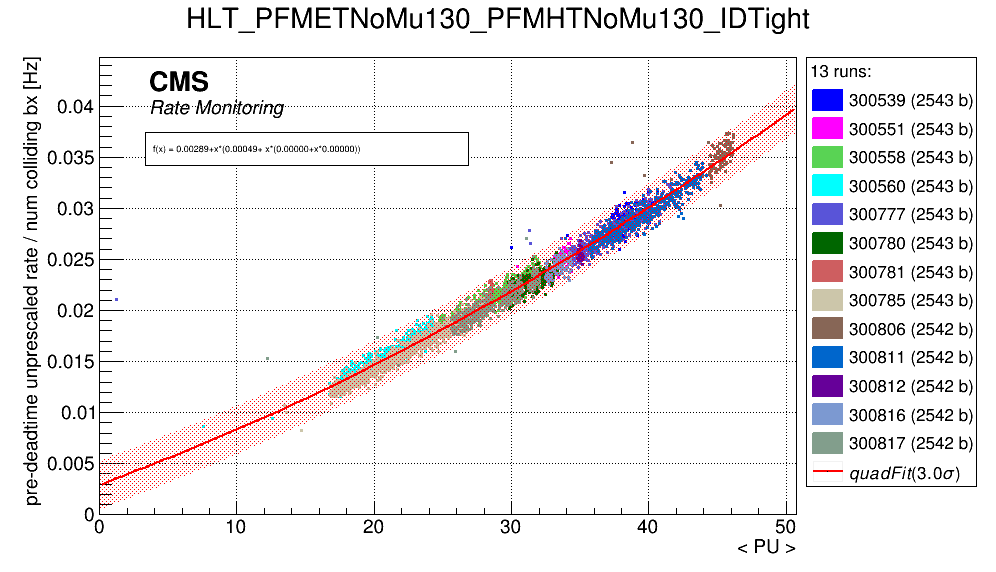 HLT_PFMETNoMu130_PFMHTNoMu130_IDTight
pre-deadtime unprescaled rate / num colliding bx [Hz]
CMS
Rate Monitoring
f(x) = 0.00289+x*(0.00049+ x*(0.00000+x*0.00000))
0.04
0.035
0.03
0.025
0.02
0.015
0.01
0.005
0
0 10 20 30 40 50
< PU >
13 runs:
300539 (2543 b)
300551 (2543 b)
300558 (2543 b)
300560 (2543 b)
300777 (2543 b)
300780 (2543 b)
300781 (2543 b)
300785 (2543 b)
300806 (2542 b)
300811 (2542 b)
300812 (2542 b)
300816 (2542 b)
300817 (2542 b)
quadFit(3.0σ)